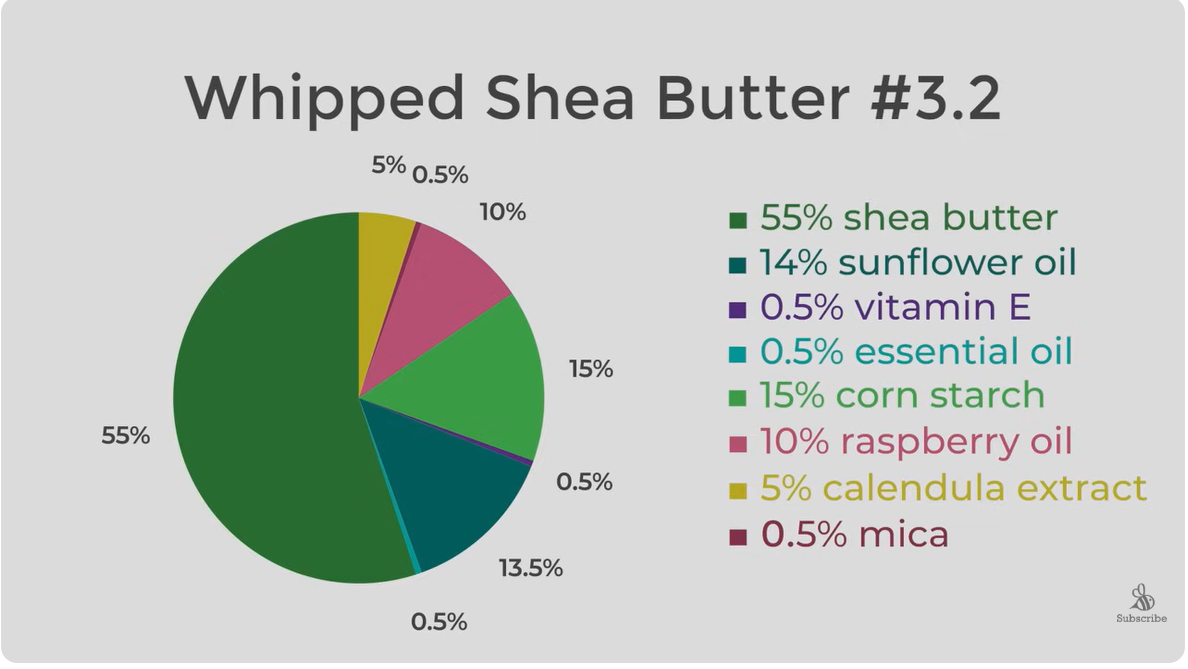 Whipped Shea Butter #3.2
5% 0.5%
10%
15%
55%
0.5%
13.5%
0.5%
55% shea butter
14% sunflower oil
0.5% vitamin E
0.5% essential oil
15% corn starch
10% raspberry oil
5% calendula extract
0.5% mica
Subscribe